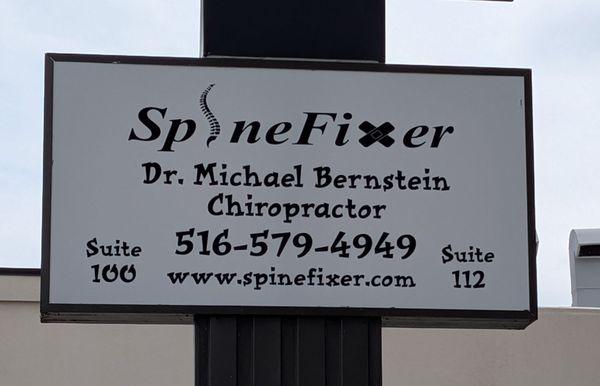 SpineFixer
Dr. Michael Bernstein
Chiropractor
516-579-4949
Suite 100
www.spinefixer.com
Suite 112